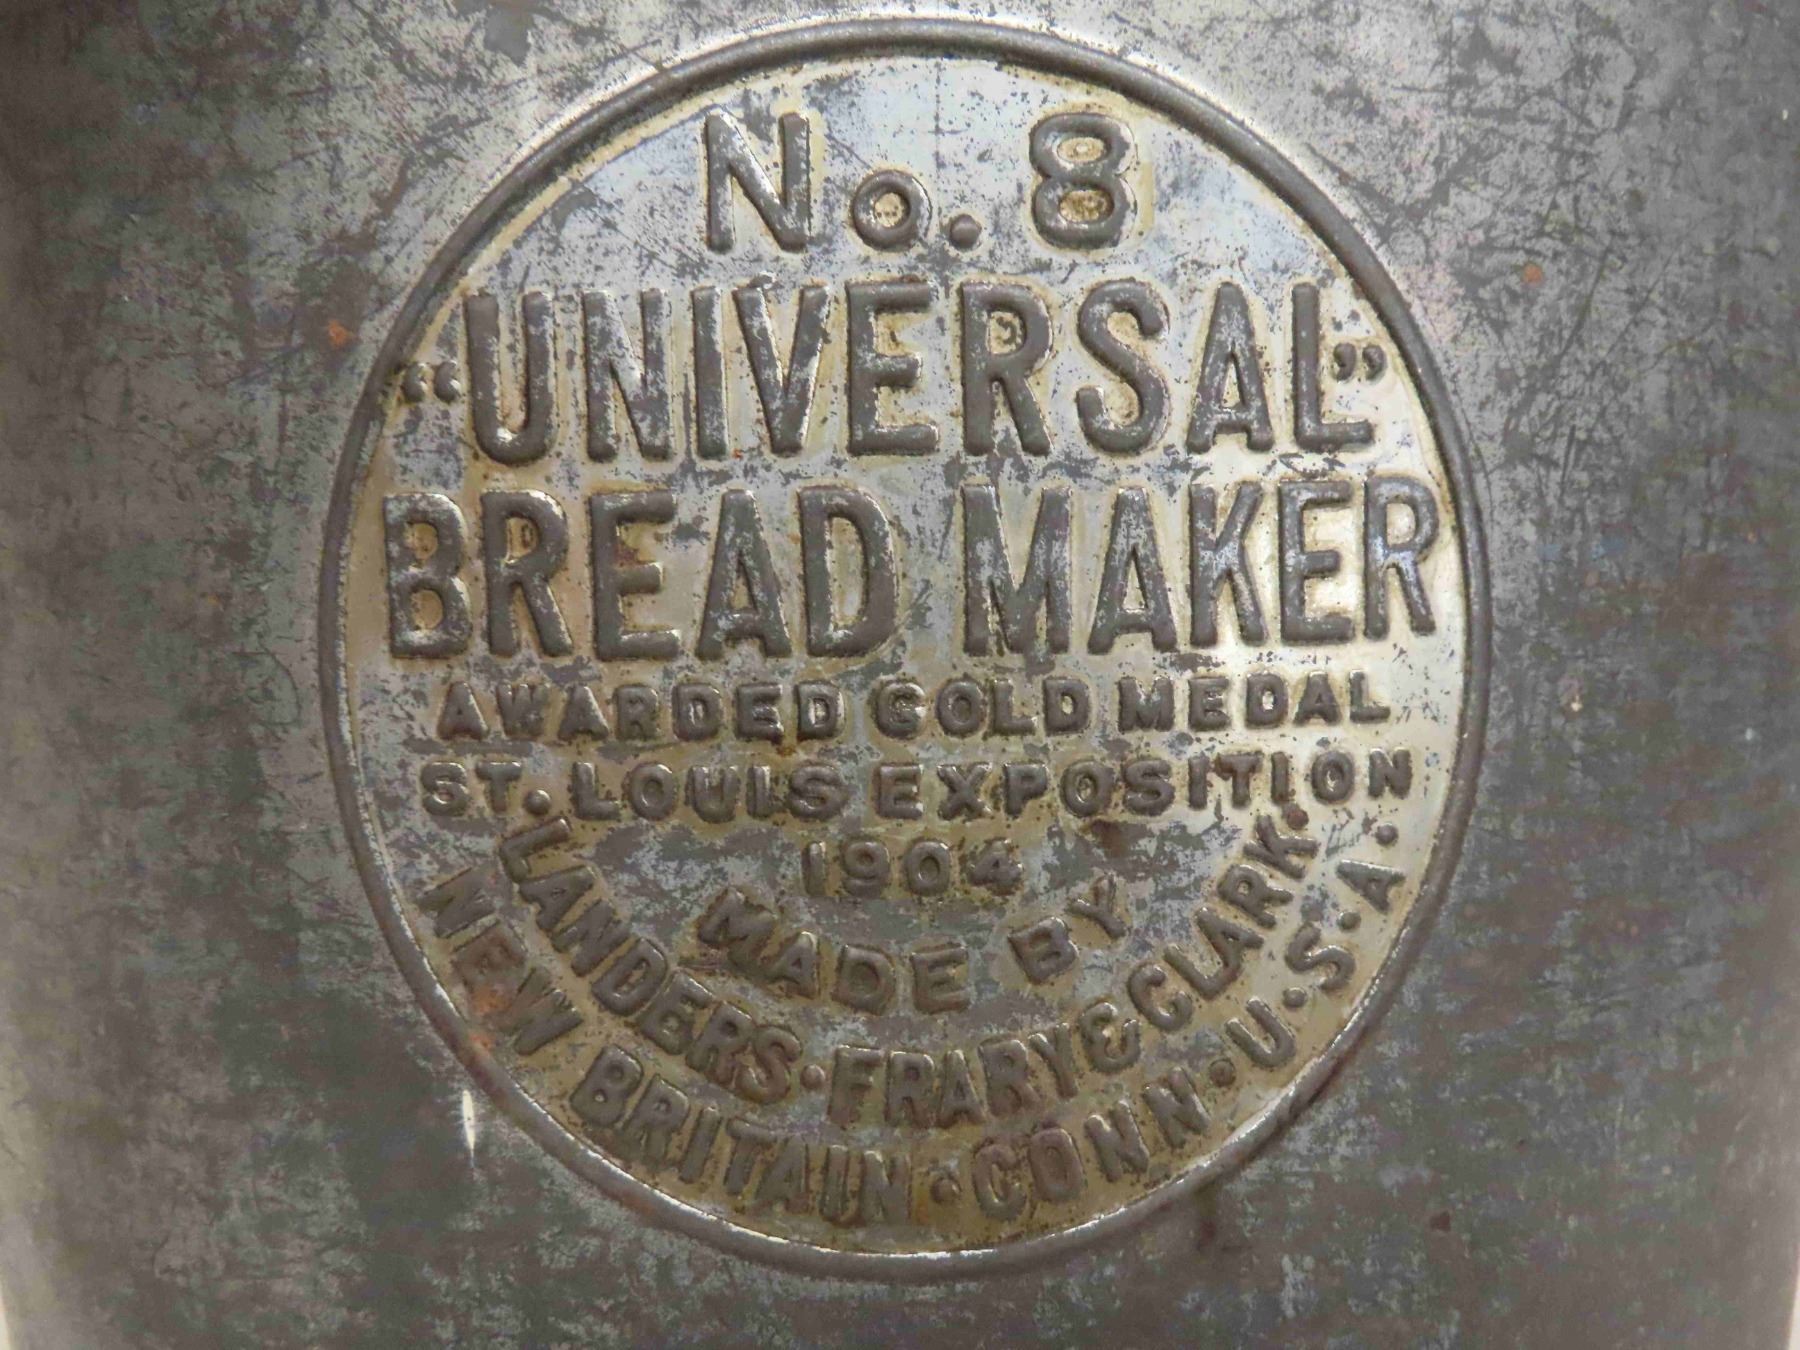 No. 8
“UNIVERSAL”
BREAD MAKER
AWARDED GOLD MEDAL
ST. LOUIS EXPOSITION
1904
MADE BY
LANDERS·FRARY&CLARK.
NEW BRITAIN·CONN·U·S·A·